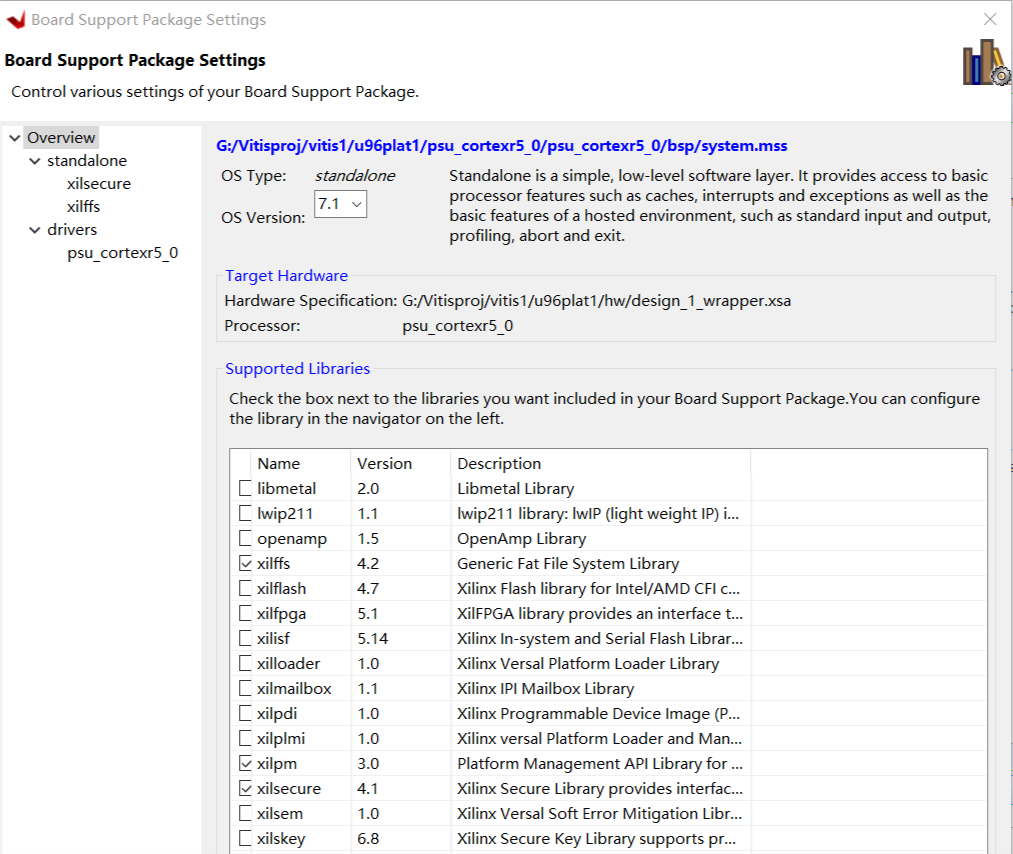 Board Support Package Settings
Board Support Package Settings
Control various settings of your Board Support Package.
Overview
standalone
xilsecure
xilffs
drivers
psu_cortexr5_0
G:/Vitisproj/vitis1/u96plat1/psu_cortexr5_0/psu_cortexr5_0/bsp/system.mss
OS Type: standalone
OS Version: 7.1
Standalone is a simple, low-level software layer. It provides access to basic
processor features such as caches, interrupts and exceptions as well as the
basic features of a hosted environment, such as standard input and output,
profiling, abort and exit.
Target Hardware
Hardware Specification: G:/Vitisproj/vitis1/u96plat1/hw/design_1_wrapper.xsa
Processor: psu_cortexr5_0
Supported Libraries
Check the box next to the libraries you want included in your Board Support Package.You can configure
the library in the navigator on the left.
Name Version Description
libmetal 2.0 Libmetal Library
lwip211 1.1 lwip211 library: lwIP (light weight IP) i...
openamp 1.5 OpenAmp Library
xilffs 4.2 Generic Fat File System Library
xilflash 4.7 Xilinx Flash library for Intel/AMD CFI c...
xilfpga 5.1 XilFPGA library provides an interface t...
xilisf 5.14 Xilinx In-system and Serial Flash Librar...
xilloader 1.0 Xilinx Versal Platform Loader Library
xilmailbox 1.1 Xilinx IPI Mailbox Library
xilpdi 1.0 Xilinx Programmable Device Image (P...
xilplmi 1.0 Xilinx versal Platform Loader and Man...
xilpm 3.0 Platform Management API Library for ...
xilsecure 4.1 Xilinx Secure Library provides interfac...
xilsem 1.0 Xilinx Versal Soft Error Mitigation Libr...
xilskey 6.8 Xilinx Secure Key Library supports pr...